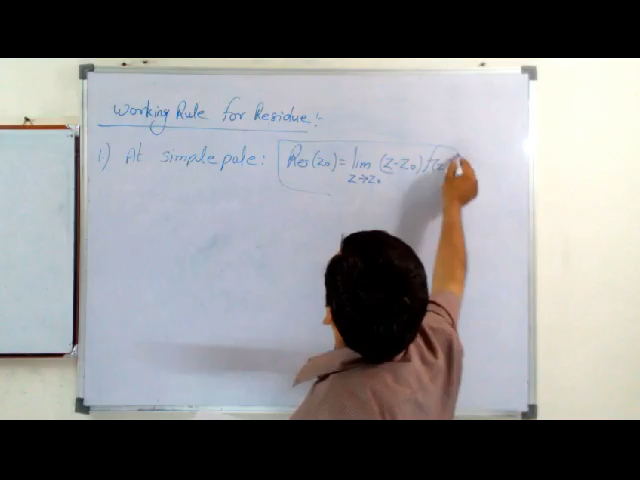 Working Rule for Residue:-
1) At simple pole: Res(z₀) = lim (z-z₀) f(z
z→z₀